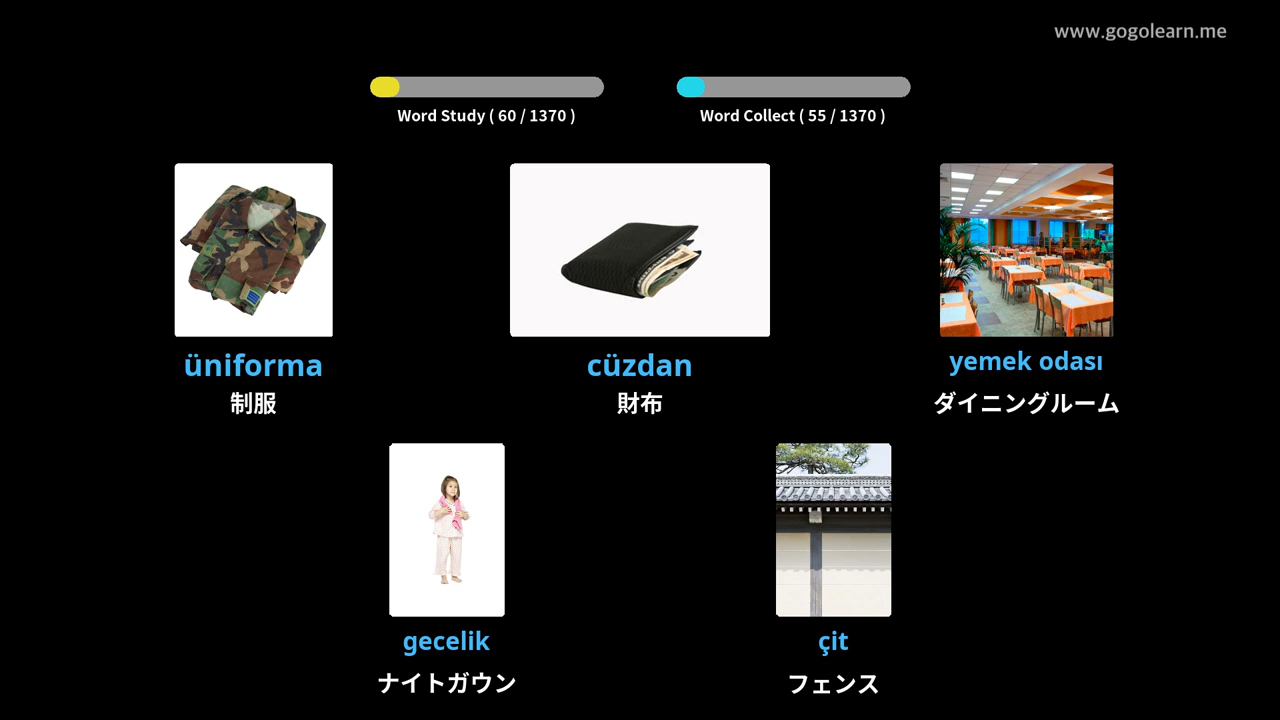 www.gogolearn.me
Word Study ( 60 / 1370 )
Word Collect ( 55 / 1370 )
üniforma
制服
cüzdan
財布
yemek odası
ダイニングルーム
gecelik
ナイトガウン
çit
フェンス